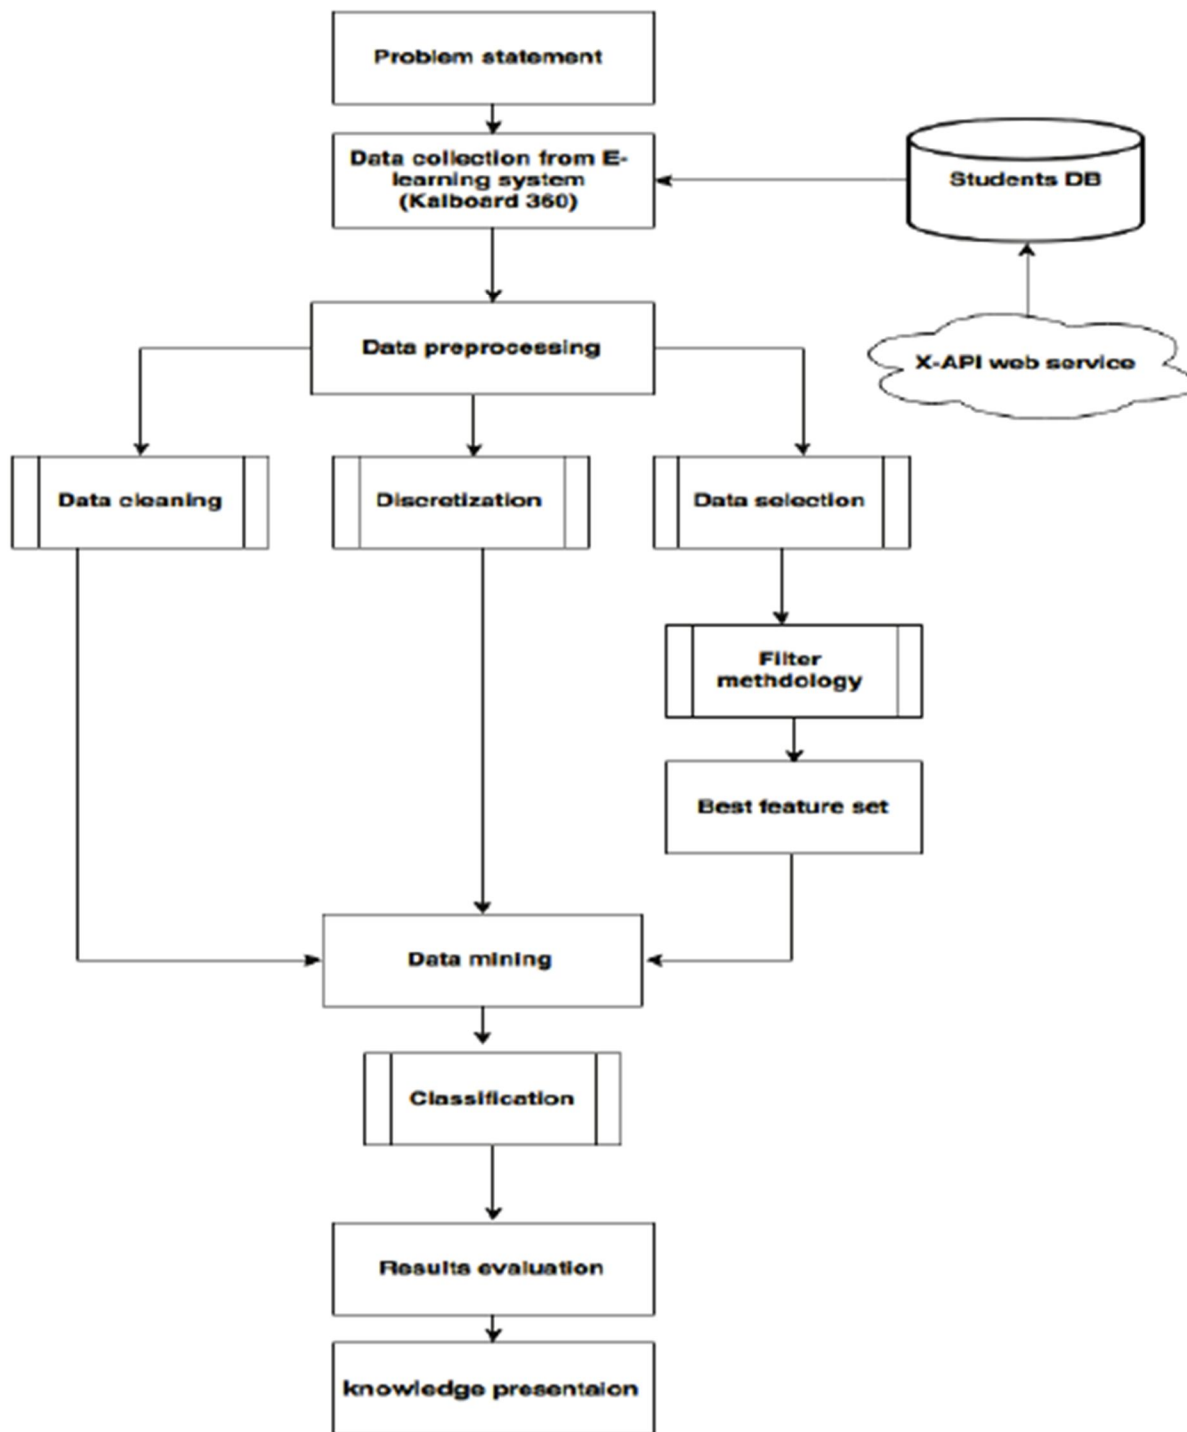 Problem statement
Data collection from E-
learning system
(Kalboard 360)
Students DB
Data preprocessing
X-API web service
Data cleaning
Discretization
Data selection
Filter
methdology
Best feature set
Data mining
Classification
Results evaluation
knowledge presentaion